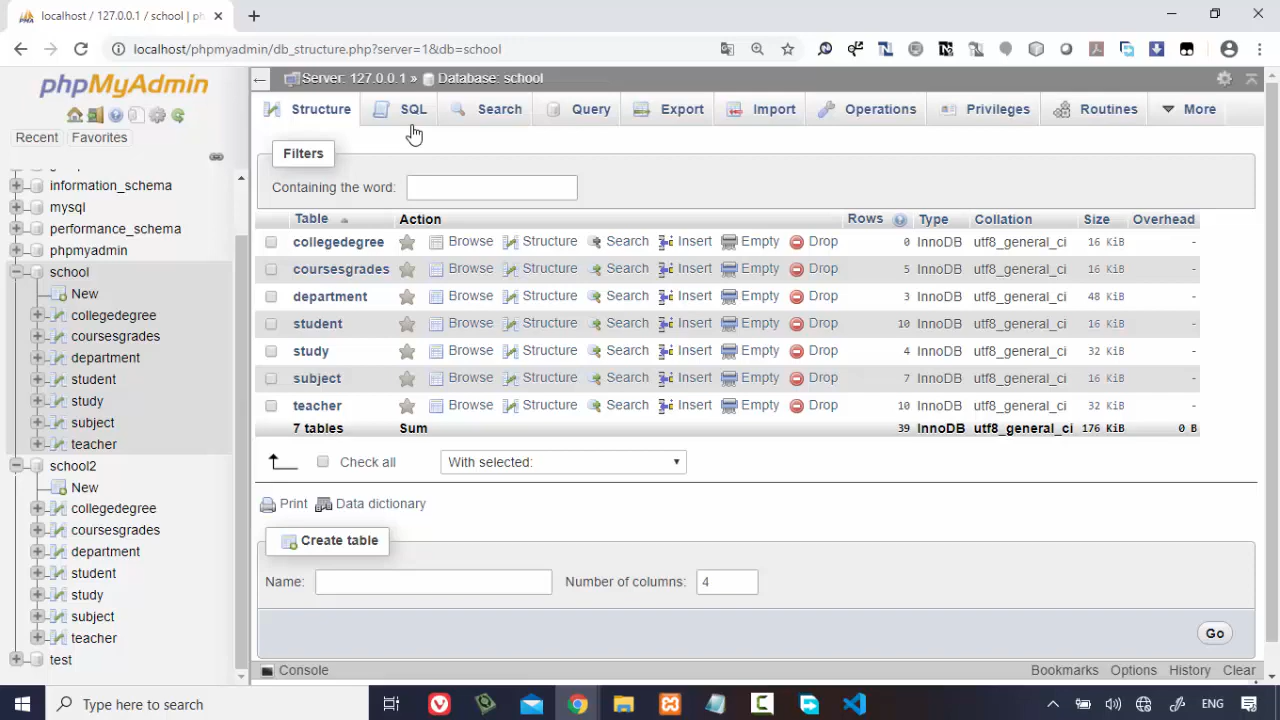 localhost / 127.0.0.1 / school | ph
localhost/phpmyadmin/db_structure.php?server=1&db=school
phpMyAdmin
Recent Favorites
information_schema
mysql
performance_schema
phpmyadmin
school
New
collegedegree
coursesgrades
department
student
study
subject
teacher
school2
New
collegedegree
coursesgrades
department
student
study
subject
teacher
test
Server: 127.0.0.1 » Database: school
Structure SQL Search Query Export Import Operations Privileges Routines More
Filters
Containing the word:
Table Action Rows Type Collation Size Overhead
collegedegree Browse Structure Search Insert Empty Drop 0 InnoDB utf8_general_ci 16 KiB -
coursesgrades Browse Structure Search Insert Empty Drop 5 InnoDB utf8_general_ci 16 KiB -
department Browse Structure Search Insert Empty Drop 3 InnoDB utf8_general_ci 48 KiB -
student Browse Structure Search Insert Empty Drop 10 InnoDB utf8_general_ci 16 KiB -
study Browse Structure Search Insert Empty Drop 4 InnoDB utf8_general_ci 32 KiB -
subject Browse Structure Search Insert Empty Drop 7 InnoDB utf8_general_ci 16 KiB -
teacher Browse Structure Search Insert Empty Drop 10 InnoDB utf8_general_ci 32 KiB -
7 tables Sum 39 InnoDB utf8_general_ci 176 KiB 0 B
Check all With selected:
Print Data dictionary
Create table
Name: Number of columns: 4
Go
Console Bookmarks Options History Clear
Type here to search
ENG